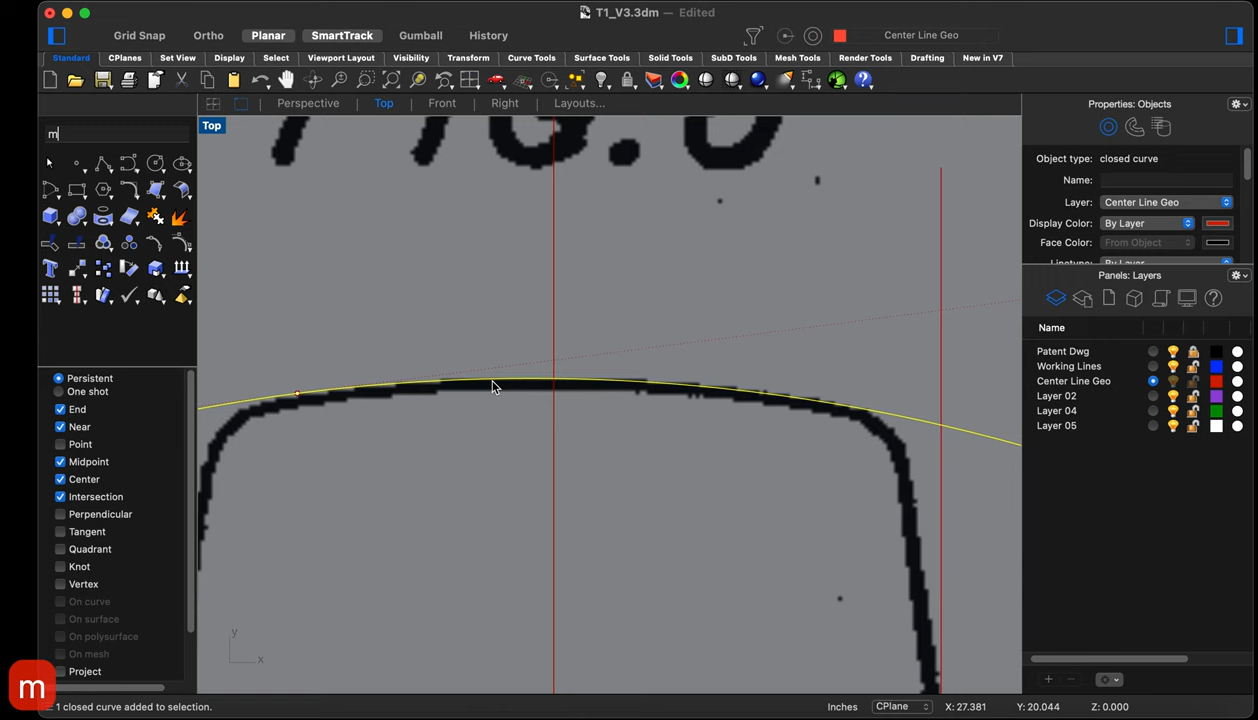 T1_V3.3dm — Edited
Grid Snap Ortho Planar SmartTrack Gumball History Center Line Geo
Standard CPlanes Set View Display Select Viewport Layout Visibility Transform Curve Tools Surface Tools Solid Tools SubD Tools Mesh Tools Render Tools Drafting New in V7
Perspective Top Front Right Layouts...
Properties: Objects
Top
m
Object type: closed curve
Name:
Layer: Center Line Geo
Display Color: By Layer
Face Color: From Object
Linetype: By Layer
Panels: Layers
Name
Patent Dwg
Working Lines
Center Line Geo
Layer 02
Layer 04
Layer 05
Persistent
One shot
End
Near
Point
Midpoint
Center
Intersection
Perpendicular
Tangent
Quadrant
Knot
Vertex
On curve
On surface
On polysurface
On mesh
Project
y
x
m
1 closed curve added to selection.
Inches CPlane X: 27.381 Y: 20.044 Z: 0.000